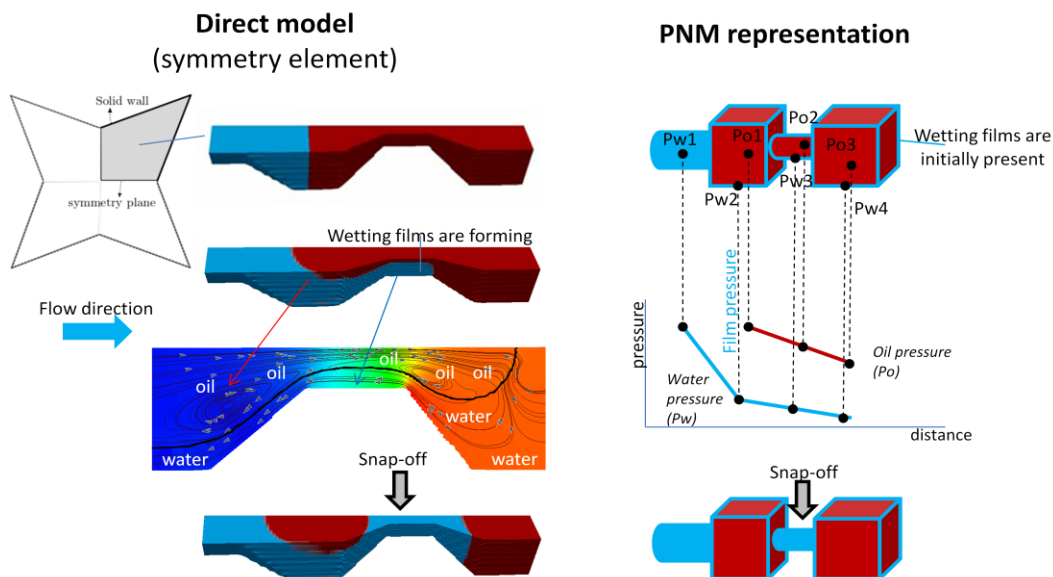 Direct model
(symmetry element)
Solid wall
symmetry plane
Wetting films are forming
Flow direction
oil
oil
oil
oil
water
water
water
Snap-off
PNM representation
Pw1
Po1
Po2
Po3
Pw3
Pw2
Pw4
Wetting films are
initially present
pressure
Film pressure
Oil pressure
(Po)
Water
pressure
(Pw)
distance
Snap-off